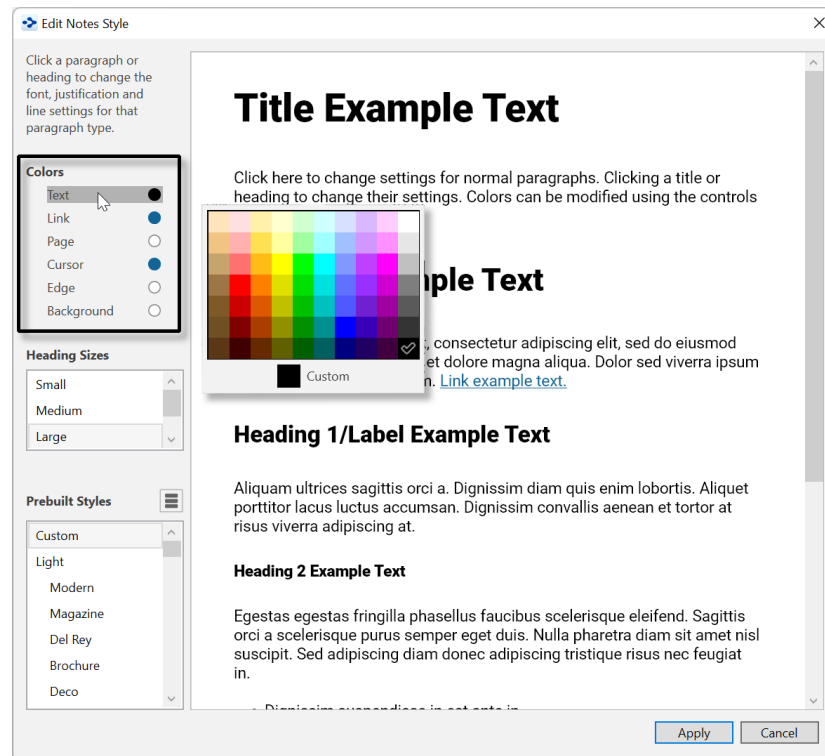 Edit Notes Style
Click a paragraph or
heading to change the
font, justification and
line settings for that
paragraph type.
Colors
Text
Link
Page
Cursor
Edge
Background
Heading Sizes
Small
Medium
Large
Prebuilt Styles
Custom
Light
Modern
Magazine
Del Rey
Brochure
Deco
Title Example Text
Click here to change settings for normal paragraphs. Clicking a title or
heading to change their settings. Colors can be modified using the controls
Custom
Text
consectetur adipiscing elit, sed do eiusmod
et dolore magna aliqua. Dolor sed viverra ipsum
Link example text.
Heading 1/Label Example Text
Aliquam ultrices sagittis orci a. Dignissim diam quis enim lobortis. Aliquet
porttitor lacus luctus accumsan. Dignissim convallis aenean et tortor at
risus viverra adipiscing at.
Heading 2 Example Text
Egestas egestas fringilla phasellus faucibus scelerisque eleifend. Sagittis
orci a scelerisque purus semper eget duis. Nulla pharetra diam sit amet nisl
suscipit. Sed adipiscing diam donec adipiscing tristique risus nec feugiat
in.
Apply
Cancel